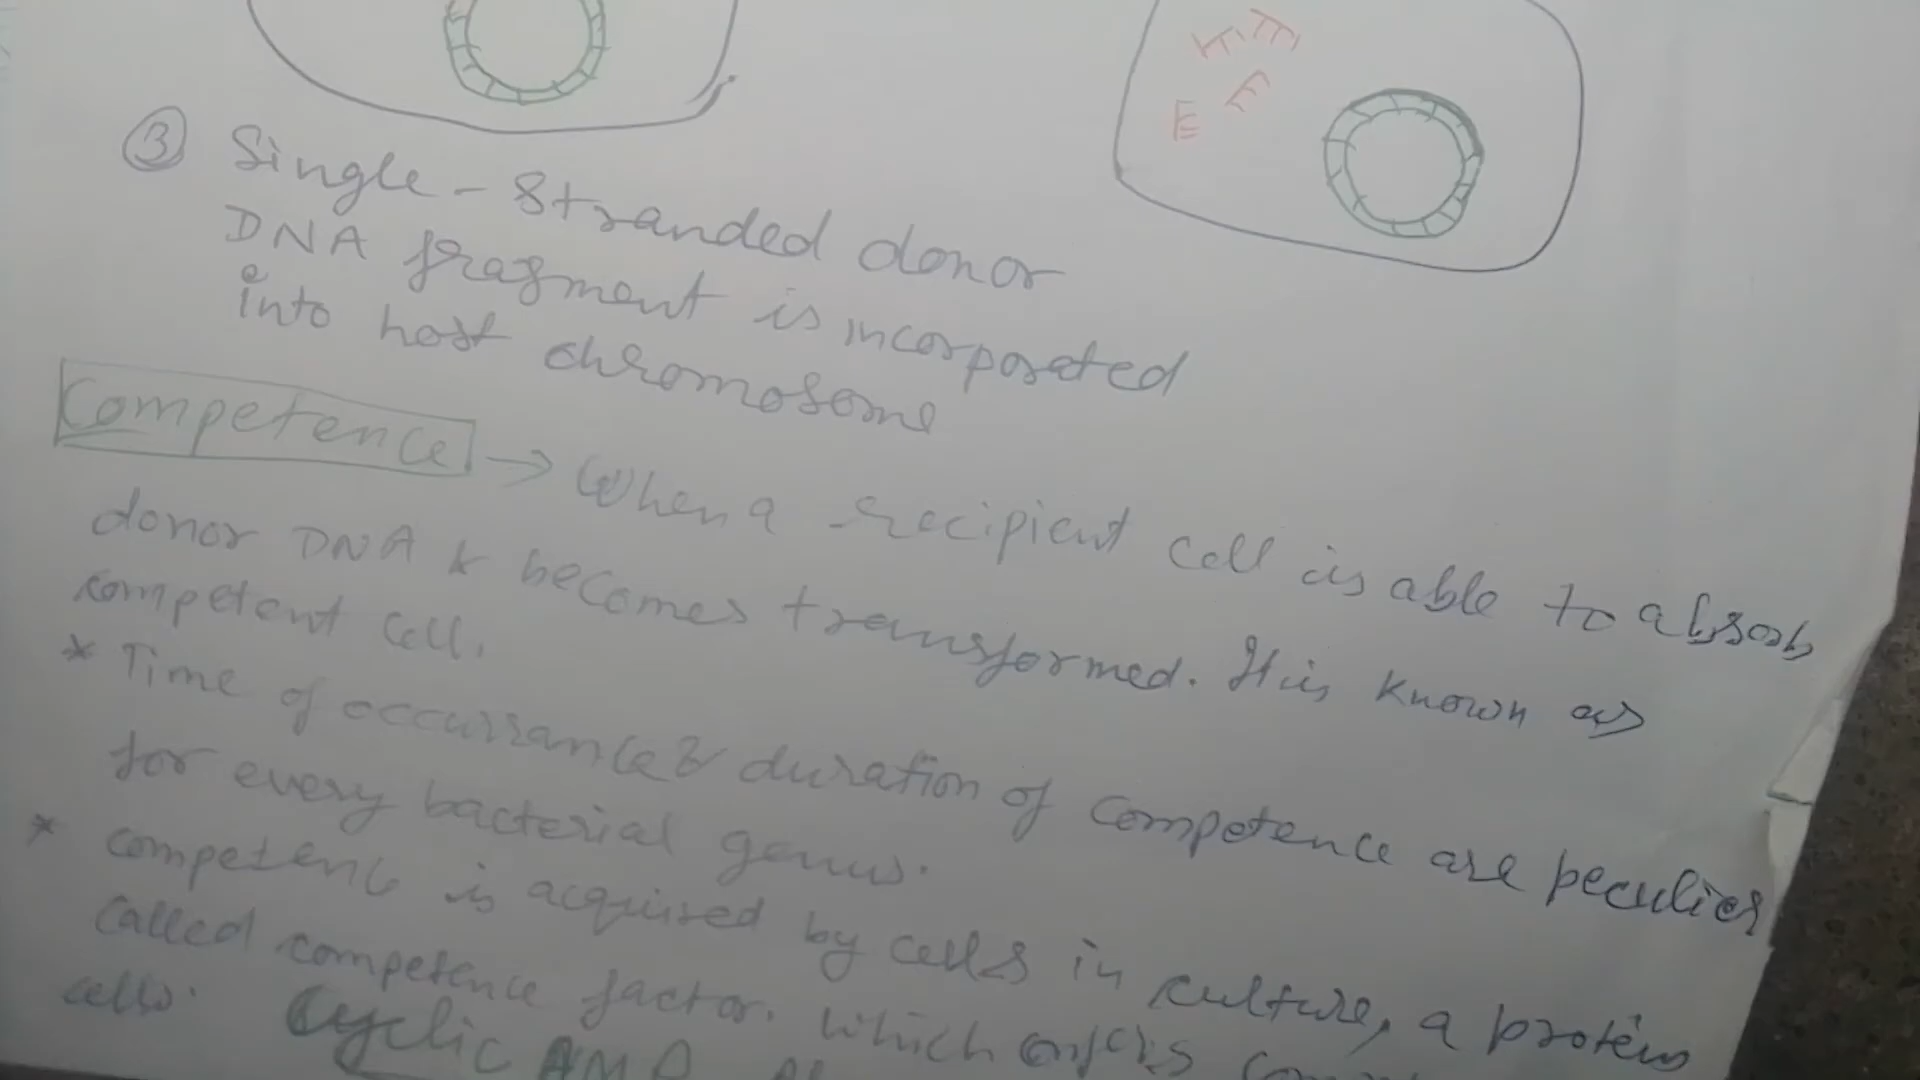 ③ Single-Stranded donor
DNA fragment is incorporated
into host chromosome
Competence → When a recipient cell is able to absorb
donor DNA & becomes transformed. It is known as
competent cell.
* Time of occurrance & duration of competence are peculier
for every bacterial genus.
* competence is acquired by cells in culture, a protein
called competence factor. Which
cells. Cyclic AMP